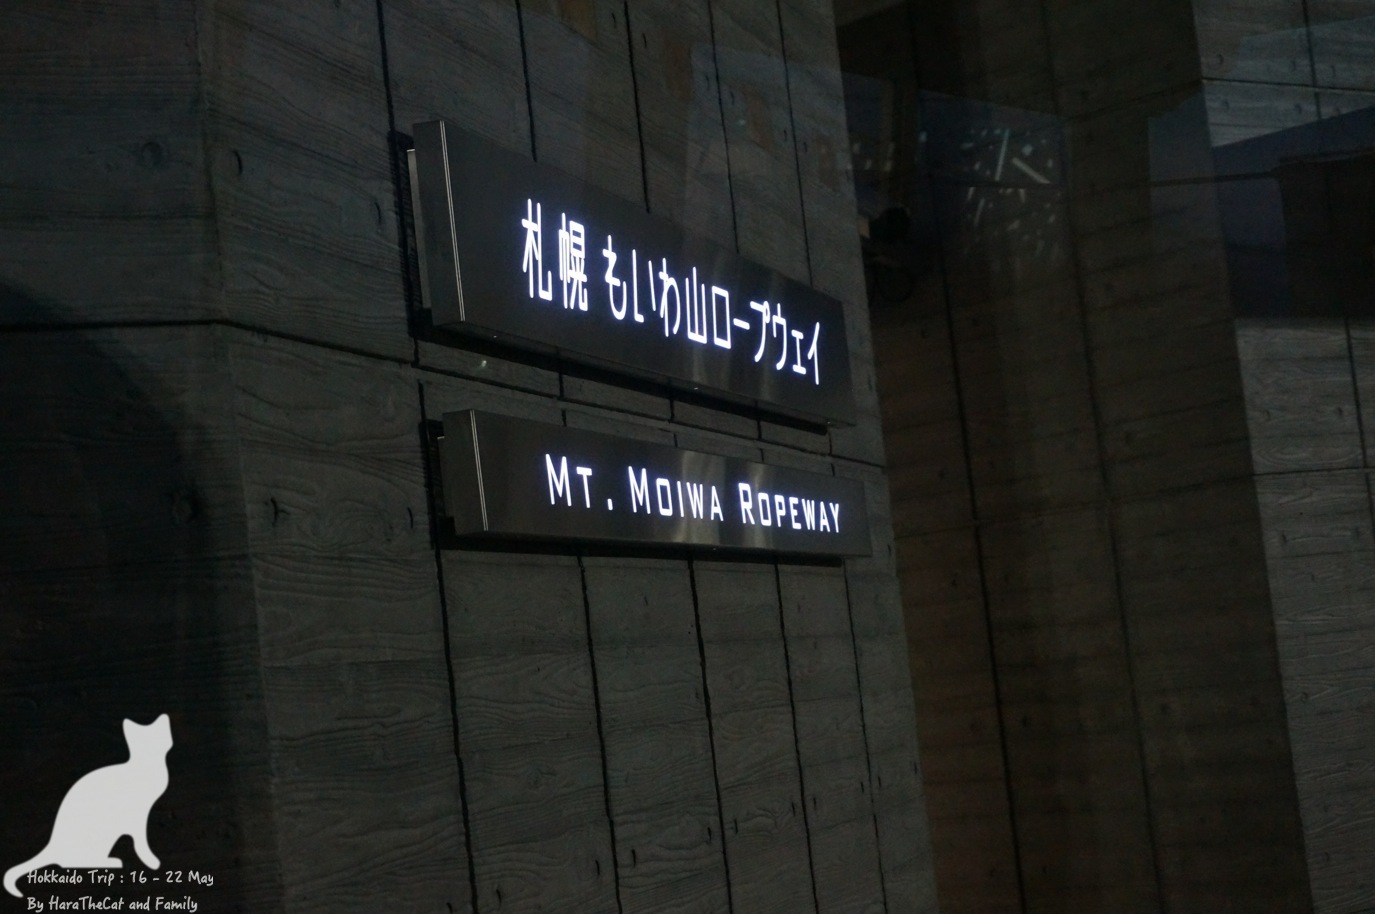 札幌 もいわ山ロープウェイ
MT. MOIWA ROPEWAY
Hokkaido Trip : 16 - 22 May
By HaraTheCat and Family